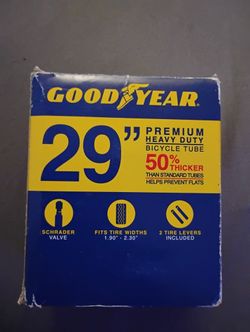 GOODYEAR
29”
PREMIUM
HEAVY DUTY
BICYCLE TUBE
50%
THICKER
THAN STANDARD TUBES
HELPS PREVENT FLATS
SCHRADER
VALVE
FITS TIRE WIDTHS
1.90" - 2.30"
2 TIRE LEVERS
INCLUDED